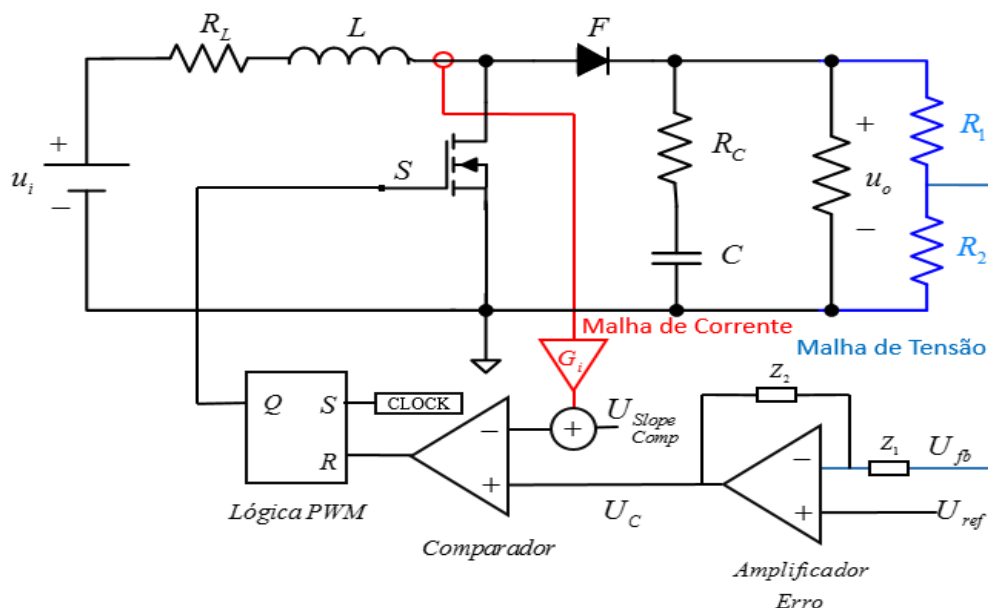 R_L
L
F
+
u_i
−
S
R_C
C
+
u_o
−
R_1
R_2
Malha de Corrente
Malha de Tensão
G_i
Q
S
R
CLOCK
Lógica PWM
−
+
Comparador
+
U_Slope
Comp
U_C
Z_2
Z_1
−
+
U_fb
U_ref
Amplificador
Erro